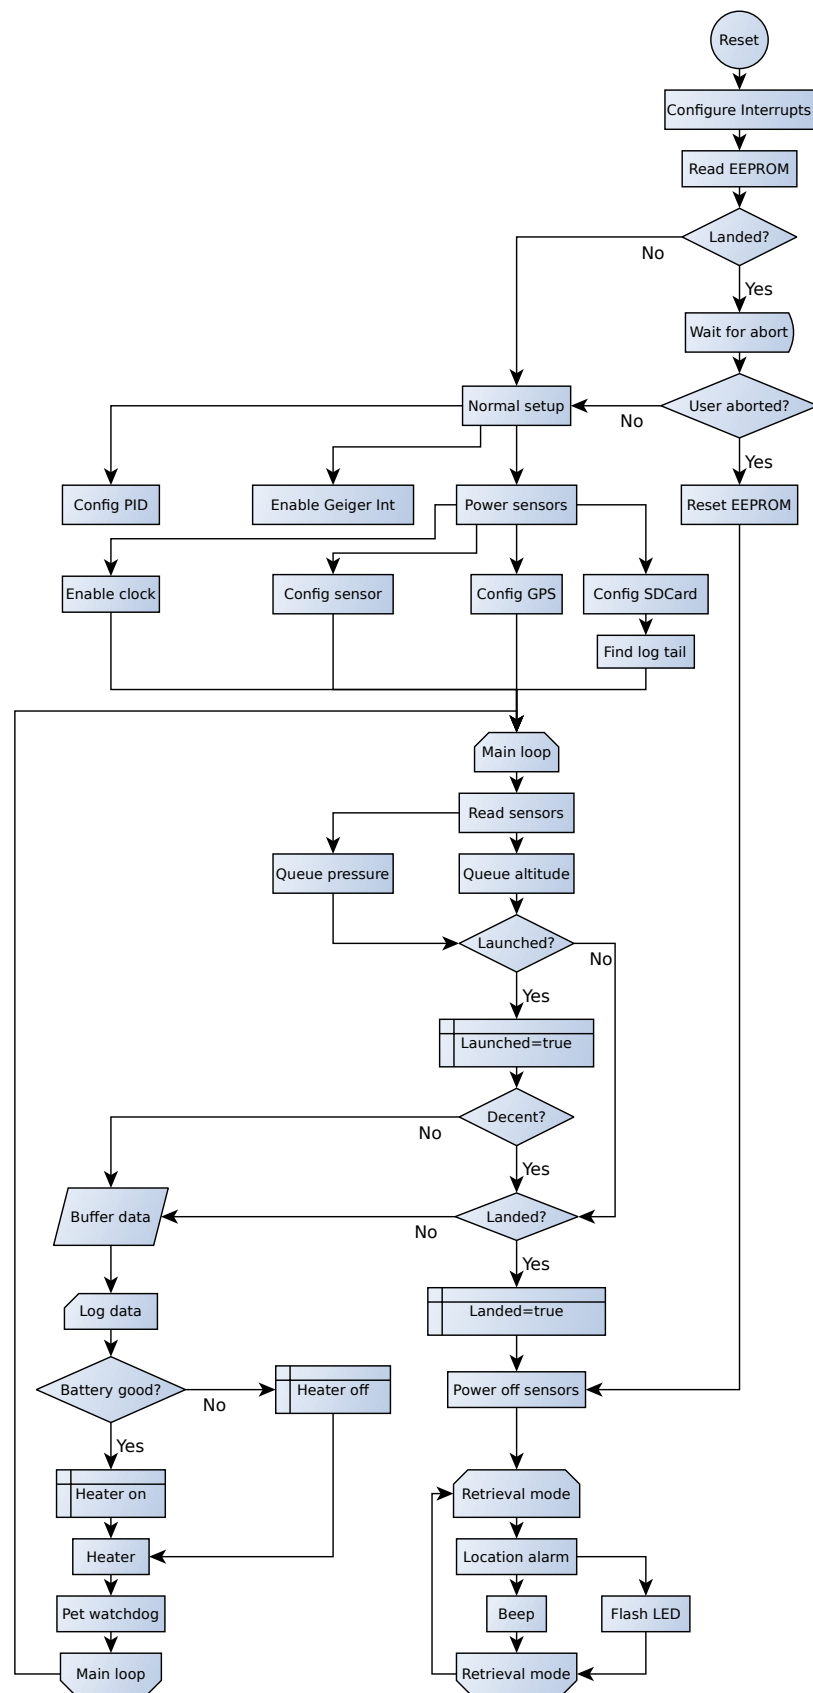 Reset
Configure Interrupts
Read EEPROM
Landed?
No
Yes
Wait for abort
Normal setup
User aborted?
No
Yes
Config PID
Enable Geiger Int
Power sensors
Reset EEPROM
Enable clock
Config sensor
Config GPS
Config SDCard
Find log tail
Main loop
Read sensors
Queue pressure
Queue altitude
Launched?
No
Yes
Launched=true
Decent?
No
Yes
Buffer data
Landed?
No
Yes
Log data
Landed=true
Battery good?
No
Heater off
Power off sensors
Yes
Heater on
Retrieval mode
Heater
Location alarm
Pet watchdog
Beep
Flash LED
Main loop
Retrieval mode